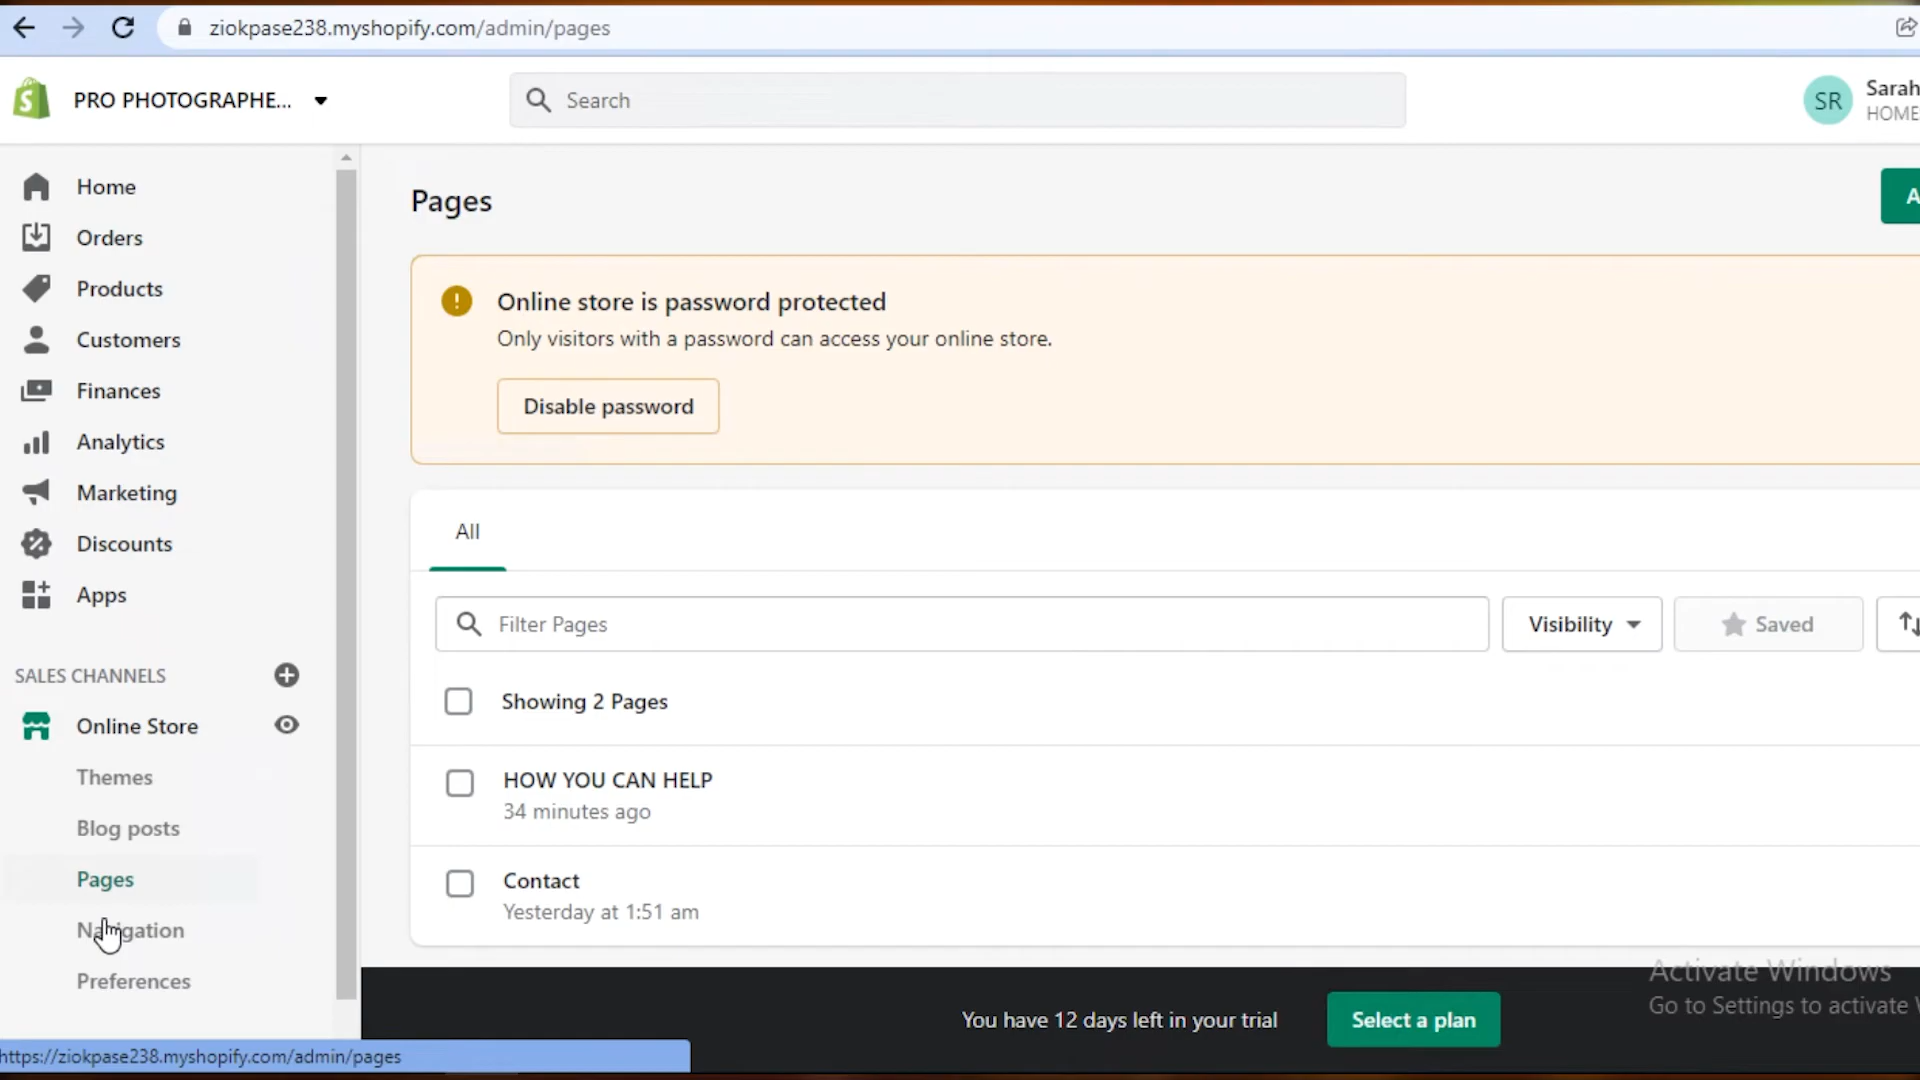 ziokpase238.myshopify.com/admin/pages
PRO PHOTOGRAPHE...
Search
SR
Sarah
HOME
Home
Orders
Products
Customers
Finances
Analytics
Marketing
Discounts
Apps
SALES CHANNELS
Online Store
Themes
Blog posts
Pages
Navigation
Preferences
https://ziokpase238.myshopify.com/admin/pages
Pages
A
Online store is password protected
Only visitors with a password can access your online store.
Disable password
All
Filter Pages
Visibility
Saved
Showing 2 Pages
HOW YOU CAN HELP
34 minutes ago
Contact
Yesterday at 1:51 am
You have 12 days left in your trial
Select a plan
Activate Windows
Go to Settings to activate